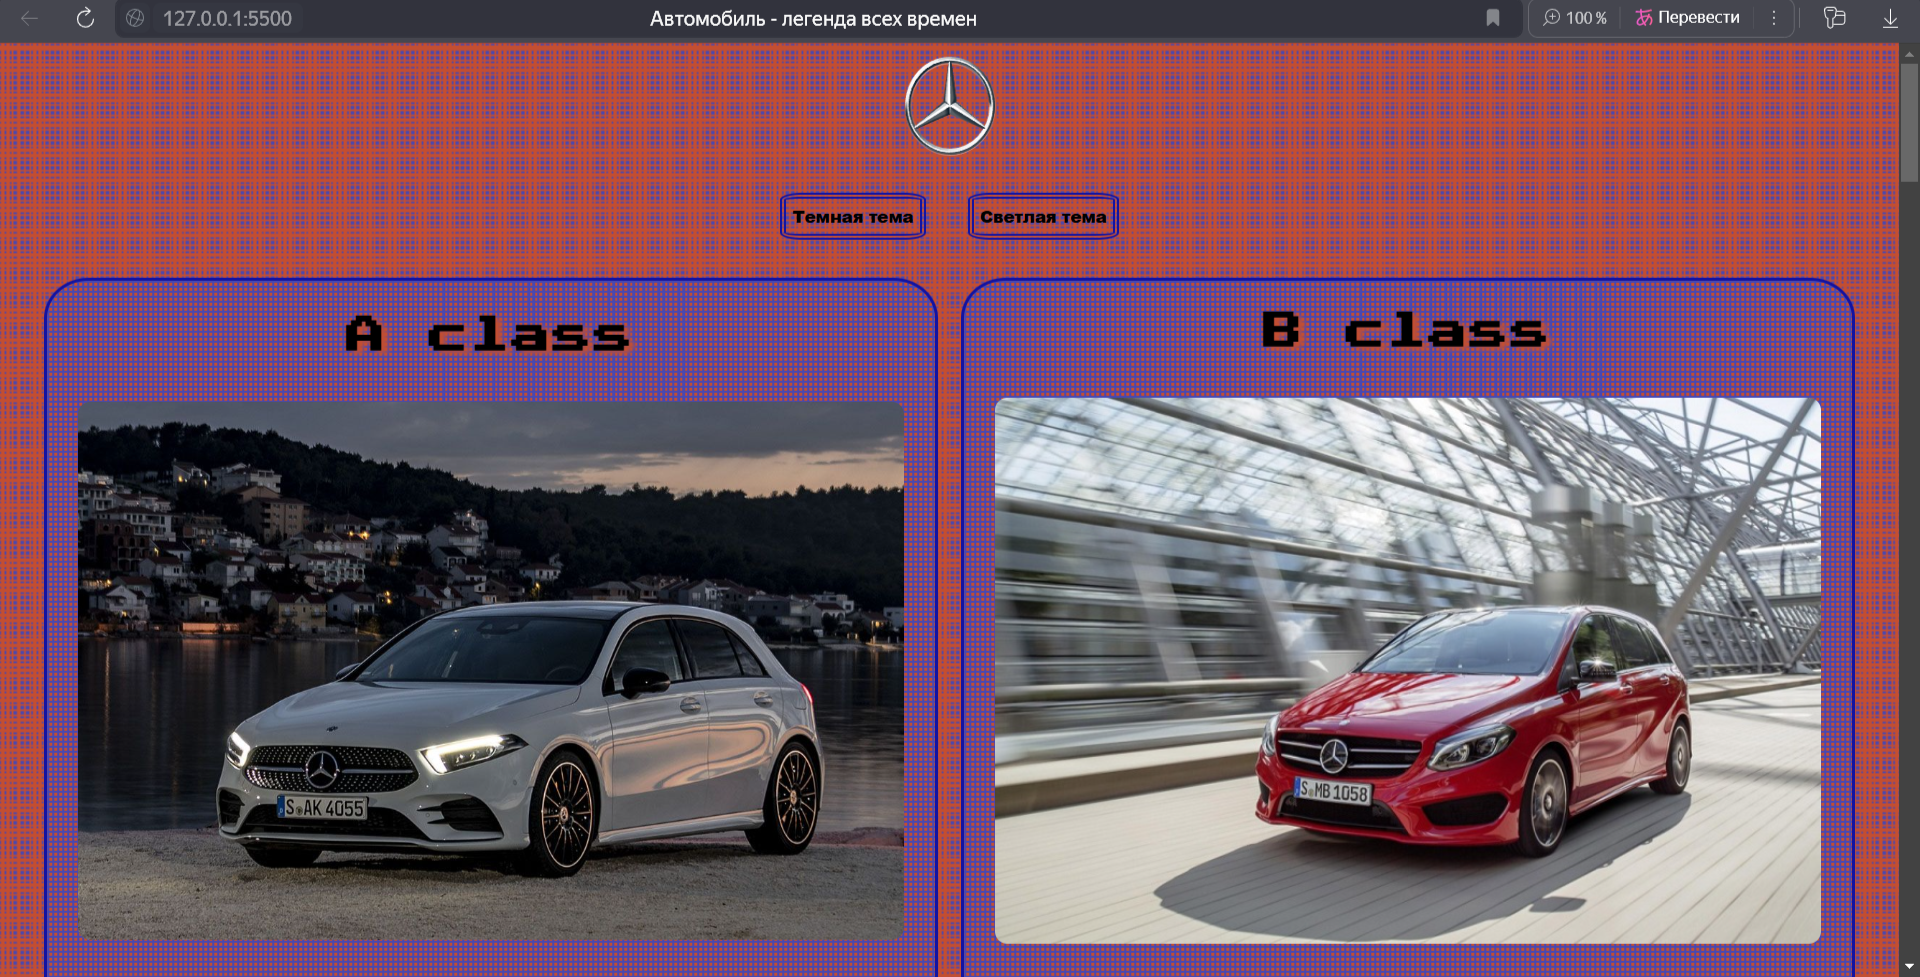 127.0.0.1:5500
Автомобиль - легенда всех времен
100 %
あ Перевести
Темная тема
Светлая тема
A class
B class
S AK 4055
S MB 1058